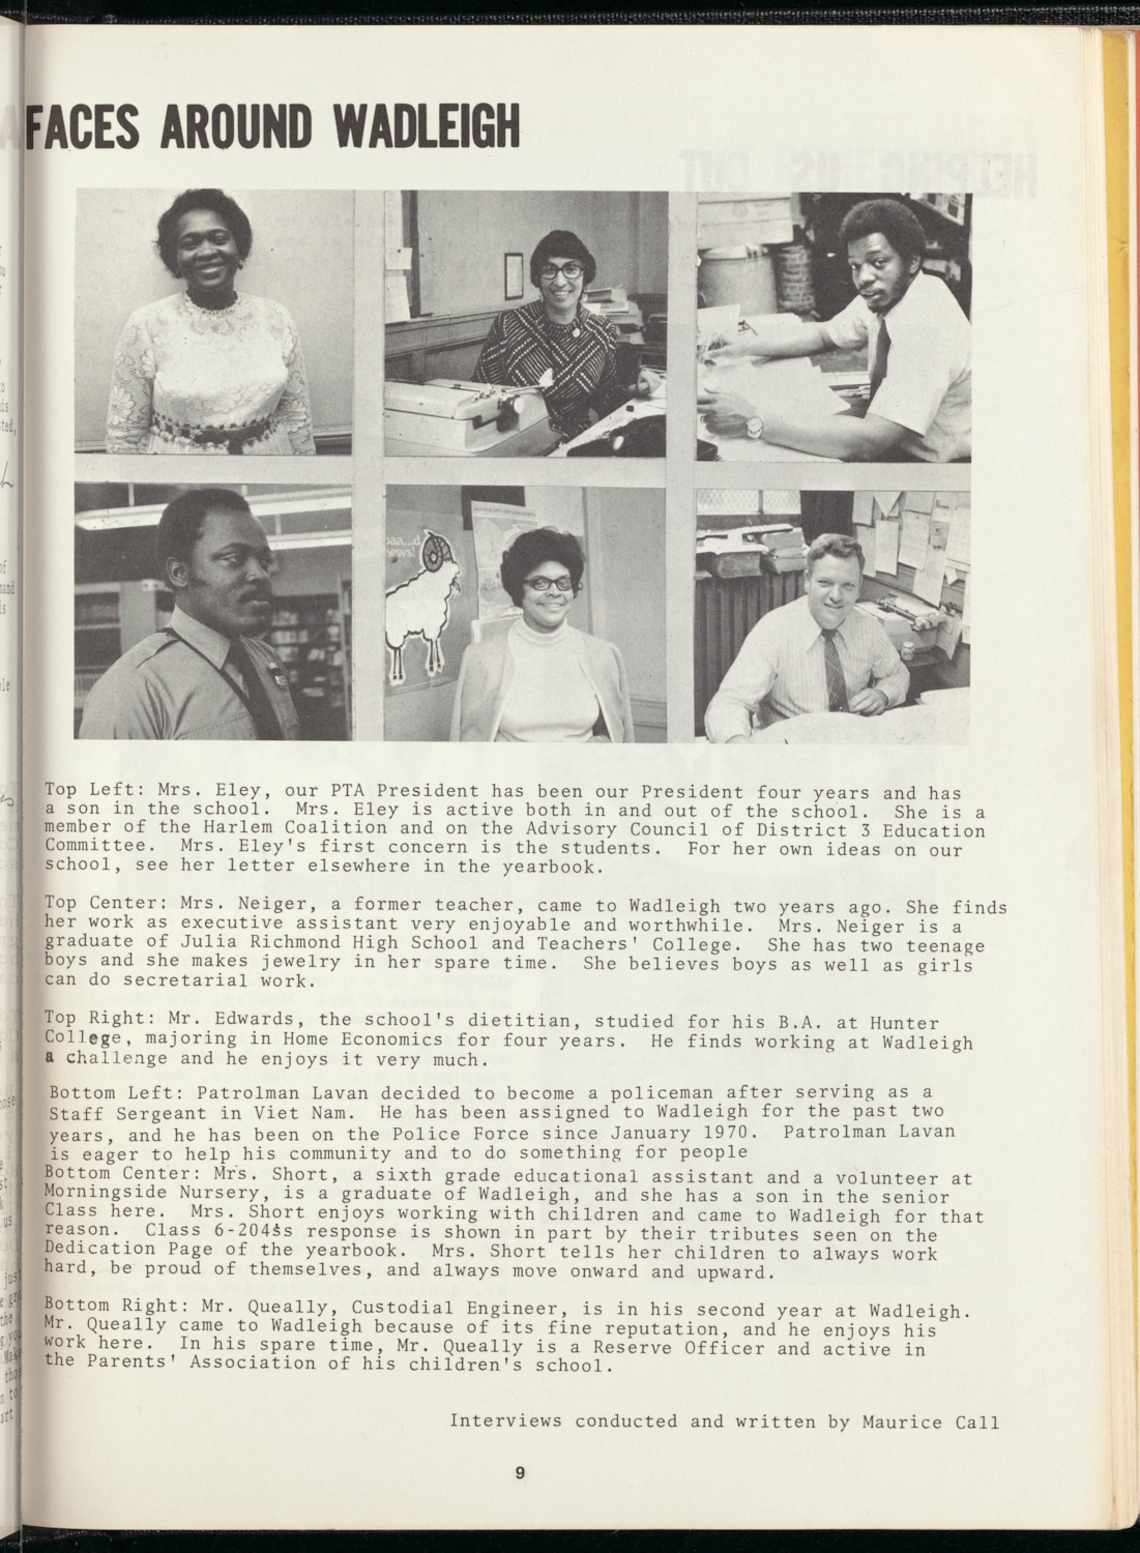 FACES AROUND WADLEIGH
baa...d
news!
Top Left: Mrs. Eley, our PTA President has been our President four years and has
a son in the school. Mrs. Eley is active both in and out of the school. She is a
member of the Harlem Coalition and on the Advisory Council of District 3 Education
Committee. Mrs. Eley's first concern is the students. For her own ideas on our
school, see her letter elsewhere in the yearbook.
Top Center: Mrs. Neiger, a former teacher, came to Wadleigh two years ago. She finds
her work as executive assistant very enjoyable and worthwhile. Mrs. Neiger is a
graduate of Julia Richmond High School and Teachers' College. She has two teenage
boys and she makes jewelry in her spare time. She believes boys as well as girls
can do secretarial work.
Top Right: Mr. Edwards, the school's dietitian, studied for his B.A. at Hunter
College, majoring in Home Economics for four years. He finds working at Wadleigh
a challenge and he enjoys it very much.
Bottom Left: Patrolman Lavan decided to become a policeman after serving as a
Staff Sergeant in Viet Nam. He has been assigned to Wadleigh for the past two
years, and he has been on the Police Force since January 1970. Patrolman Lavan
is eager to help his community and to do something for people
Bottom Center: Mrs. Short, a sixth grade educational assistant and a volunteer at
Morningside Nursery, is a graduate of Wadleigh, and she has a son in the senior
Class here. Mrs. Short enjoys working with children and came to Wadleigh for that
reason. Class 6-204$s response is shown in part by their tributes seen on the
Dedication Page of the yearbook. Mrs. Short tells her children to always work
hard, be proud of themselves, and always move onward and upward.
Bottom Right: Mr. Queally, Custodial Engineer, is in his second year at Wadleigh.
Mr. Queally came to Wadleigh because of its fine reputation, and he enjoys his
work here. In his spare time, Mr. Queally is a Reserve Officer and active in
the Parents' Association of his children's school.
Interviews conducted and written by Maurice Call
9